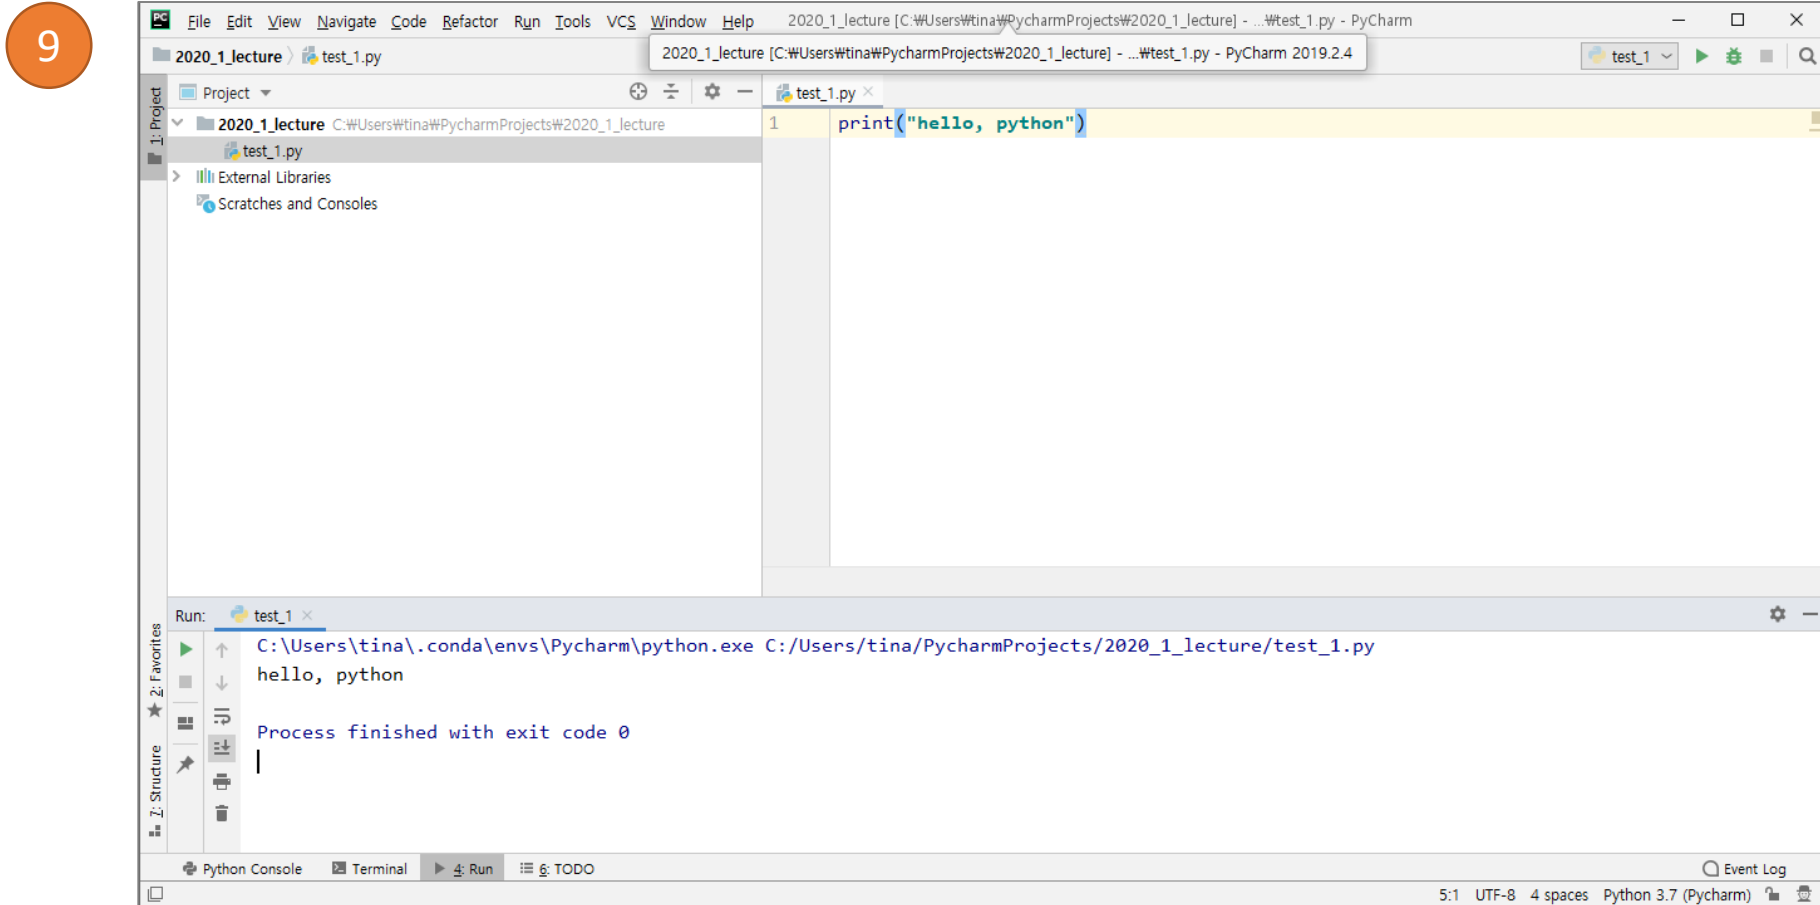 9
PC File Edit View Navigate Code Refactor Run Tools VCS Window Help 2020_1_lecture [C:₩Users₩tina₩PycharmProjects₩2020_1_lecture] - ...₩test_1.py - PyCharm
2020_1_lecture test_1.py
2020_1_lecture [C:₩Users₩tina₩PycharmProjects₩2020_1_lecture] - ...₩test_1.py - PyCharm 2019.2.4
test_1
1: Project
Project
test_1.py
2020_1_lecture C:₩Users₩tina₩PycharmProjects₩2020_1_lecture
test_1.py
External Libraries
Scratches and Consoles
1 print("hello, python")
Run: test_1
2: Favorites
7: Structure
C:\Users\tina\.conda\envs\Pycharm\python.exe C:/Users/tina/PycharmProjects/2020_1_lecture/test_1.py
hello, python
Process finished with exit code 0
Python Console Terminal 4: Run 6: TODO Event Log
5:1 UTF-8 4 spaces Python 3.7 (Pycharm)